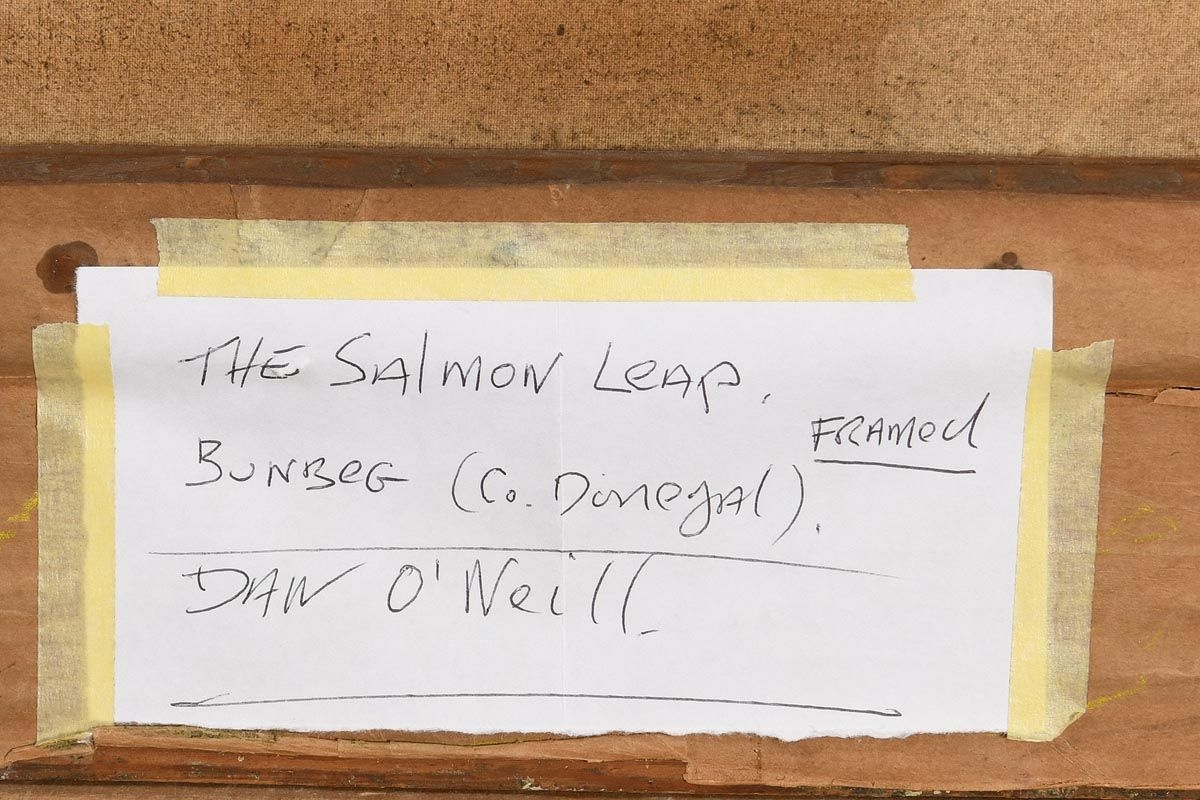 THE SALMON LEAP.
FRAMED
BUNBEG (Co. Donegal).
DAN O'Neill.